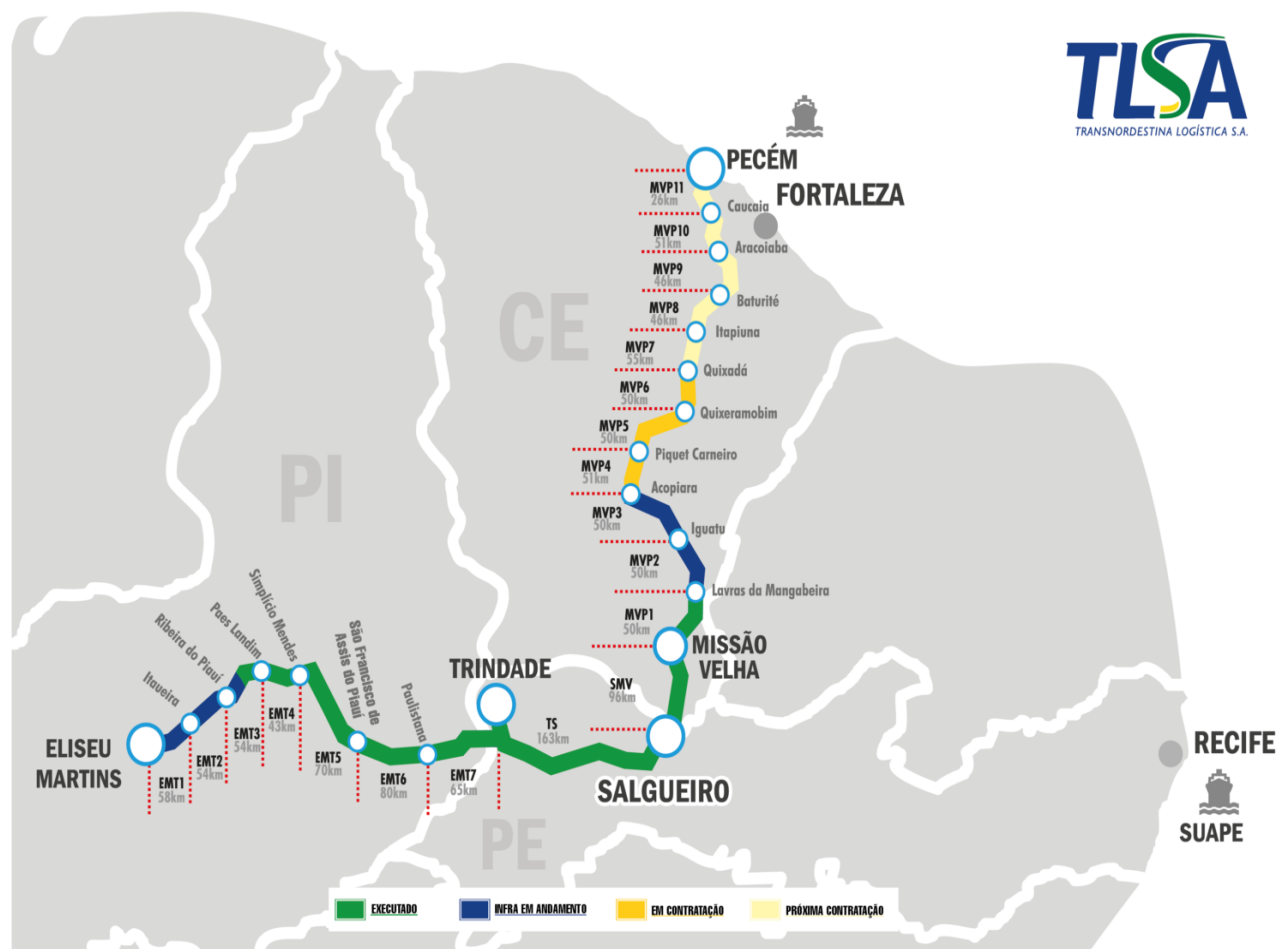 TLSA
TRANSNORDESTINA LOGÍSTICA S.A.
PECÉM
FORTALEZA
MVP11
26km
Caucaia
MVP10
51km
Aracoiaba
MVP9
46km
Baturité
MVP8
46km
Itapiuna
MVP7
55km
Quixadá
MVP6
50km
Quixeramobim
MVP5
50km
Piquet Carneiro
MVP4
51km
Acopiara
MVP3
50km
Iguatu
MVP2
50km
Lavras da Mangabeira
MVP1
50km
MISSÃO
VELHA
SMV
96km
CE
PI
PE
TRINDADE
TS
163km
SALGUEIRO
Simplício Mendes
Paes Landim
Ribeira do Piauí
Itaueira
São Francisco de
Assis do Piauí
Paulistana
ELISEU
MARTINS
EMT1
58km
EMT2
54km
EMT3
54km
EMT4
43km
EMT5
70km
EMT6
80km
EMT7
65km
RECIFE
SUAPE
EXECUTADO
INFRA EM ANDAMENTO
EM CONTRATAÇÃO
PRÓXIMA CONTRATAÇÃO